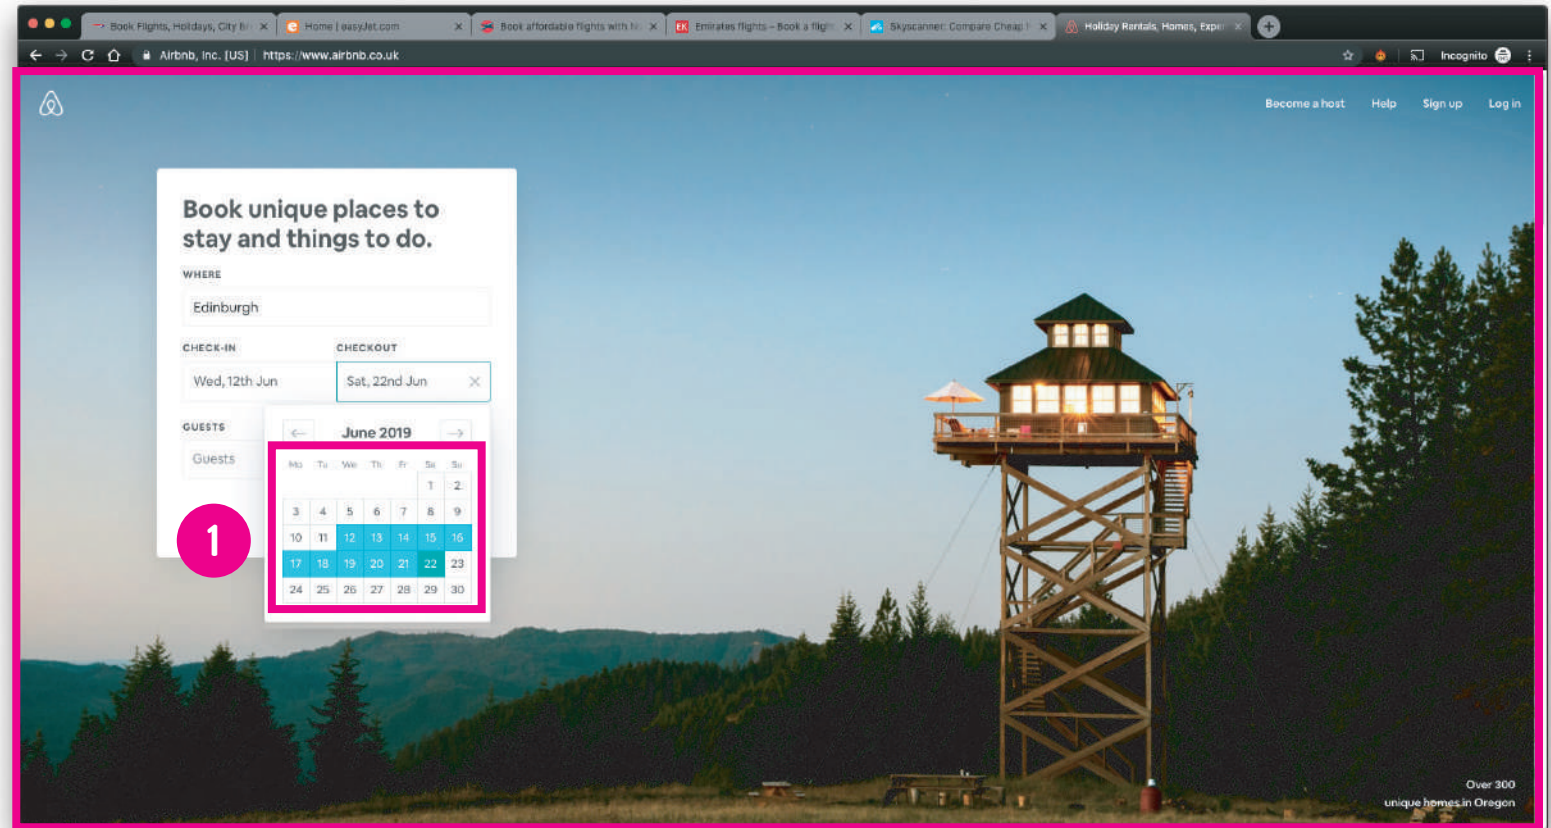 Book Flights, Holidays, City Br
Home | easyJet.com
Book affordable flights with N
EK
Emirates flights – Book a fligh
Skyscanner: Compare Cheap F
Holiday Rentals, Homes, Exper
Airbnb, Inc. [US] | https://www.airbnb.co.uk
Incognito
Become a host Help Sign up Log in
Book unique places to
stay and things to do.
WHERE
Edinburgh
CHECK-IN CHECKOUT
Wed, 12th Jun Sat, 22nd Jun
GUESTS
Guests
June 2019
Mo Tu We Th Fr Sa Su
1 2
3 4 5 6 7 8 9
10 11 12 13 14 15 16
17 18 19 20 21 22 23
24 25 26 27 28 29 30
1
Over 300
unique homes in Oregon